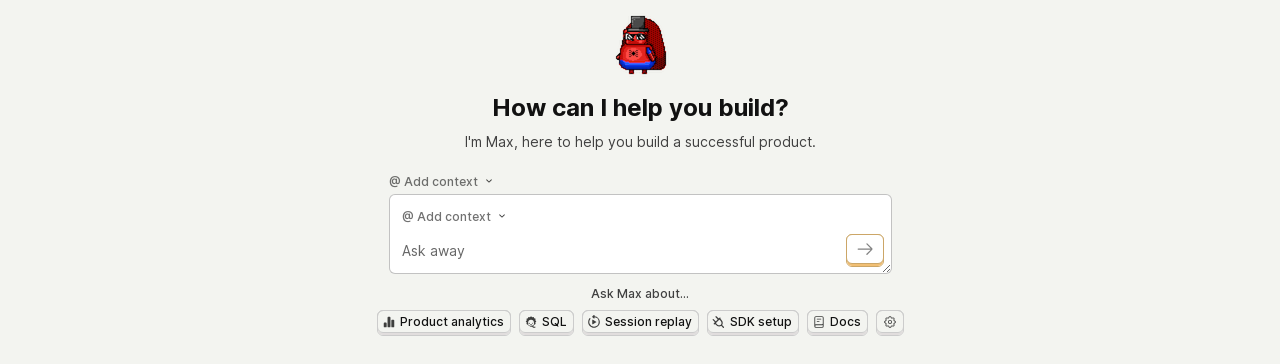 How can I help you build?
I'm Max, here to help you build a successful product.
@ Add context
@ Add context
Ask away
Ask Max about...
Product analytics SQL Session replay SDK setup Docs